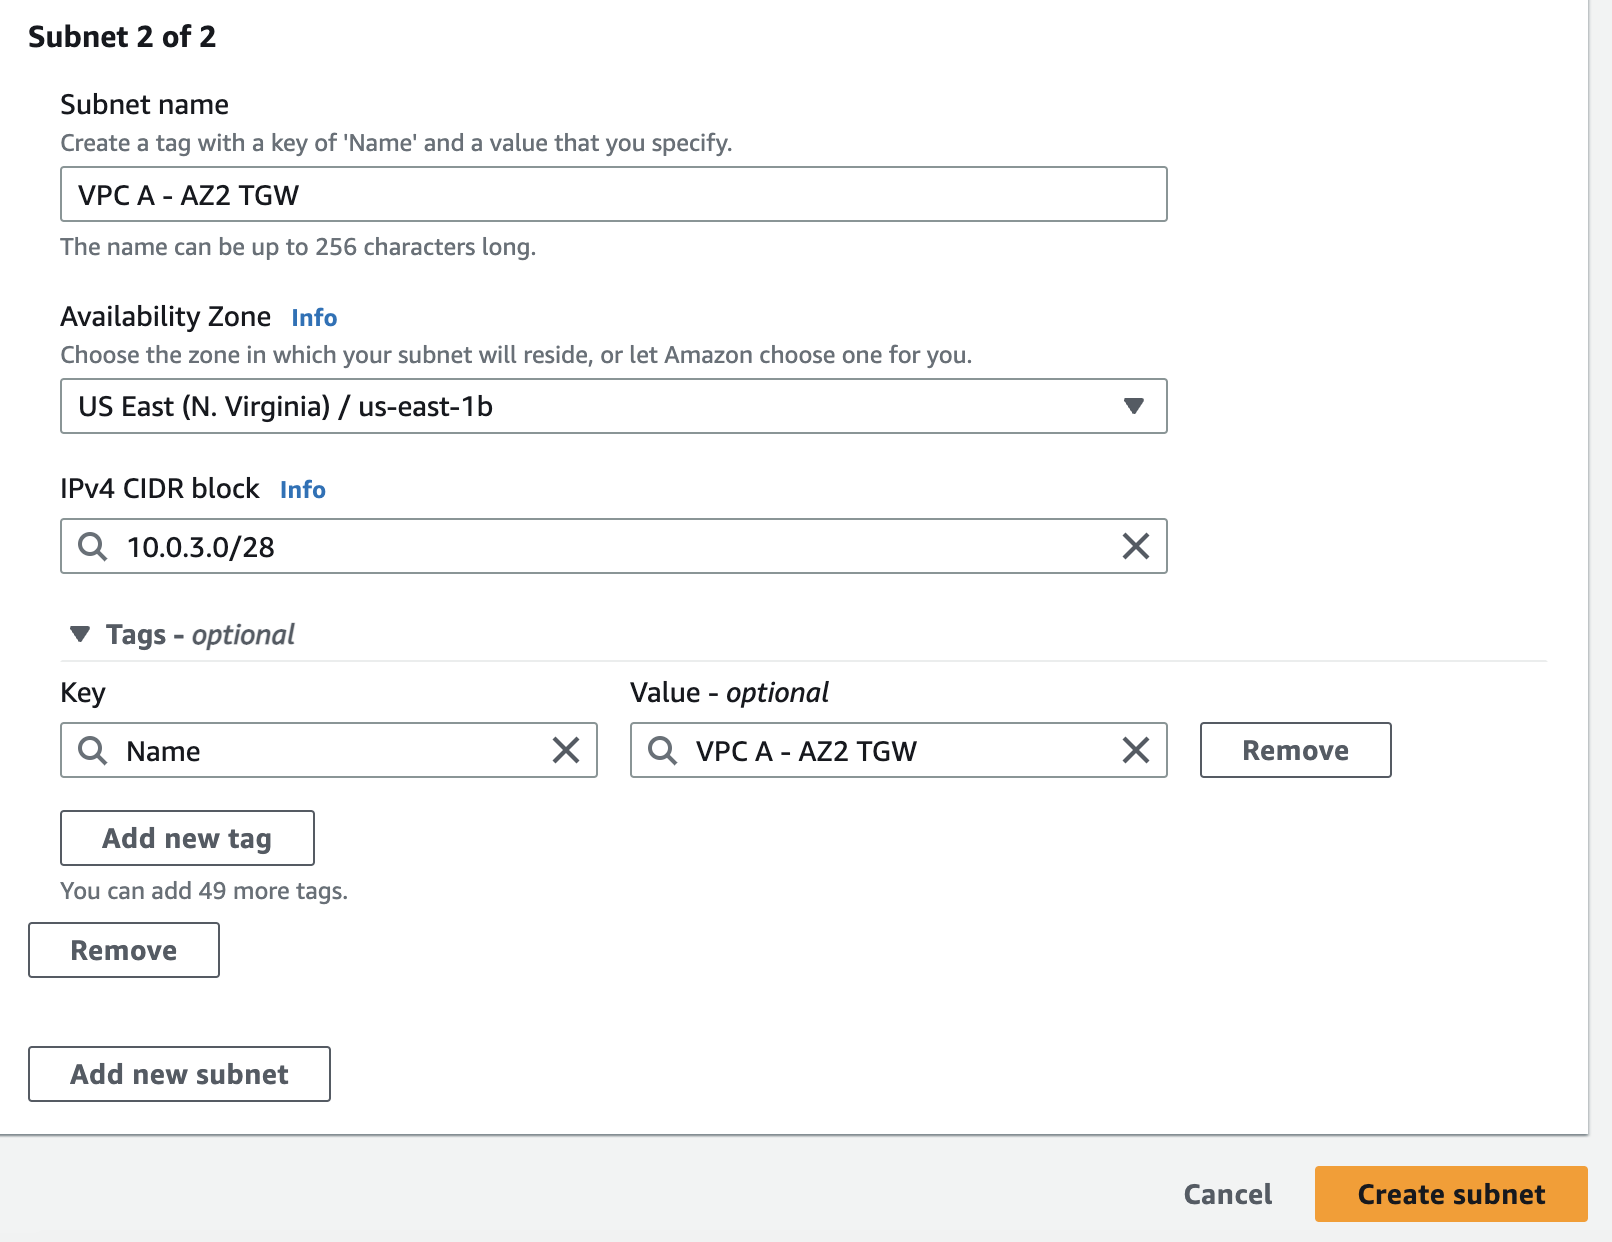 Subnet 2 of 2
Subnet name
Create a tag with a key of 'Name' and a value that you specify.
VPC A - AZ2 TGW
The name can be up to 256 characters long.
Availability Zone Info
Choose the zone in which your subnet will reside, or let Amazon choose one for you.
US East (N. Virginia) / us-east-1b
IPv4 CIDR block Info
10.0.3.0/28
Tags - optional
Key Value - optional
Name VPC A - AZ2 TGW Remove
Add new tag
You can add 49 more tags.
Remove
Add new subnet
Cancel Create subnet